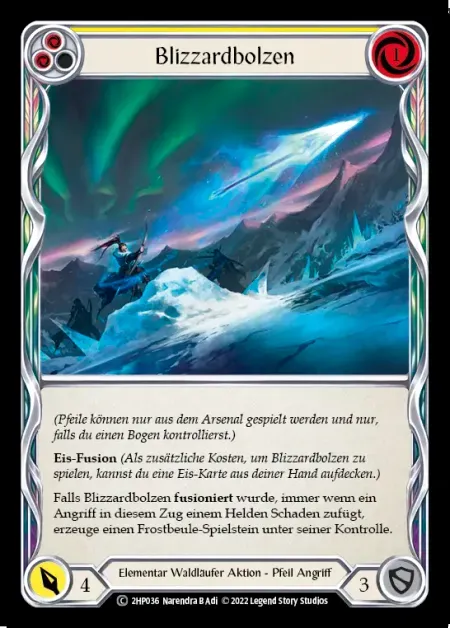 Blizzardbolzen
1
(Pfeile können nur aus dem Arsenal gespielt werden und nur,
falls du einen Bogen kontrollierst.)
Eis-Fusion (Als zusätzliche Kosten, um Blizzardbolzen zu
spielen, kannst du eine Eis-Karte aus deiner Hand aufdecken.)
Falls Blizzardbolzen fusioniert wurde, immer wenn ein
Angriff in diesem Zug einem Helden Schaden zufügt,
erzeuge einen Frostbeule-Spielstein unter seiner Kontrolle.
4
Elementar Waldläufer Aktion - Pfeil Angriff
3
C 2HP036 Narendra B Adi © 2022 Legend Story Studios